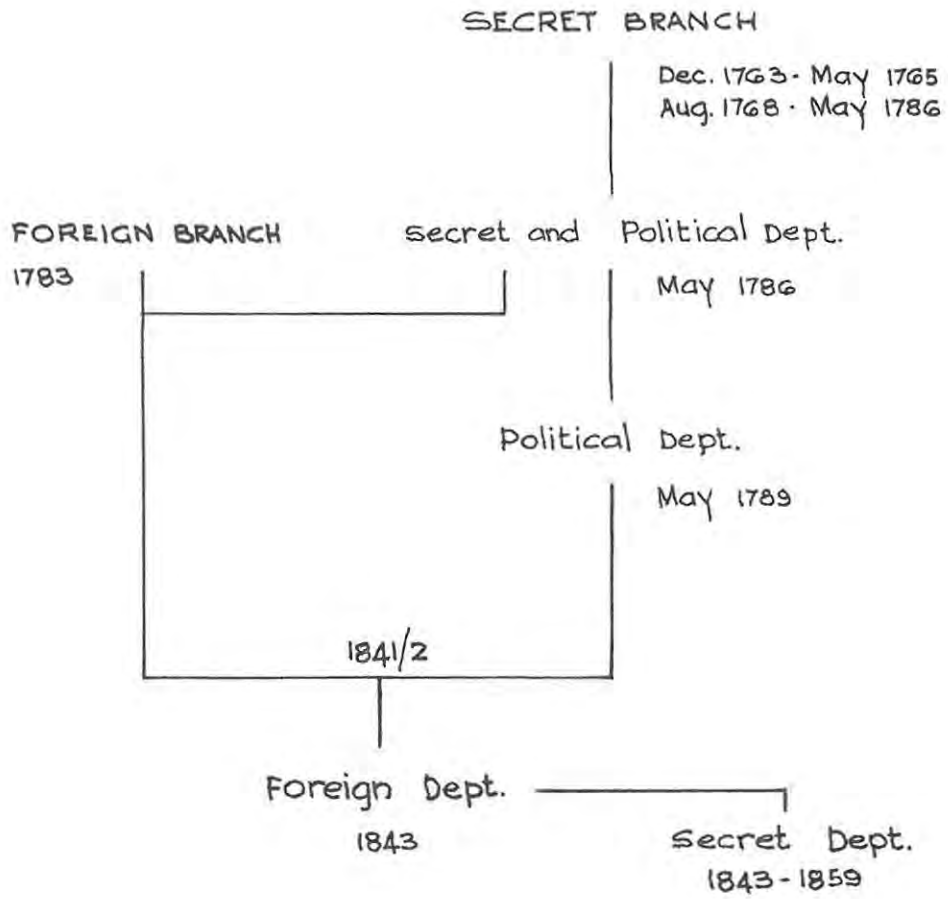 SECRET BRANCH
Dec. 1763 - May 1765
Aug. 1768 - May 1786
FOREIGN BRANCH
1783
Secret and Political Dept.
May 1786
Political Dept.
May 1789
1841/2
Foreign Dept.
1843
Secret Dept.
1843 - 1859